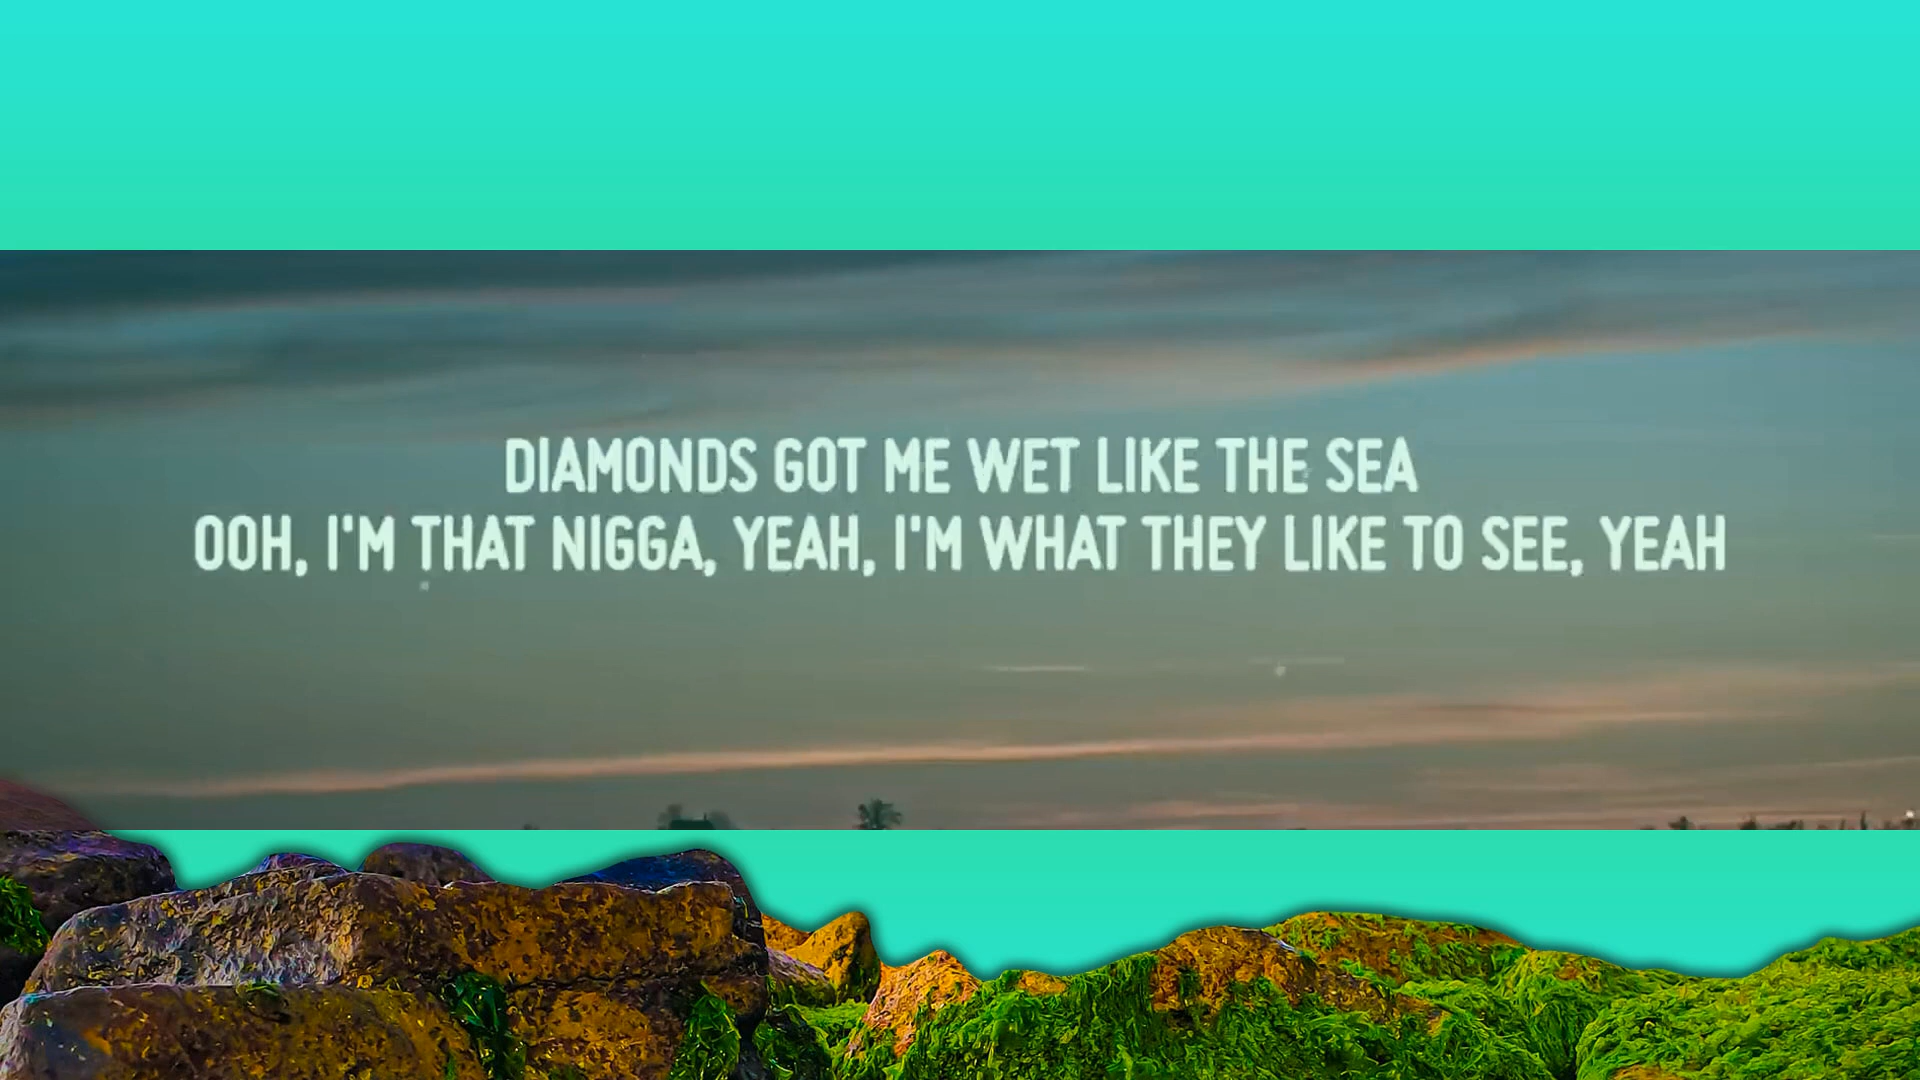 DIAMONDS GOT ME WET LIKE THE SEA
OOH, I'M THAT NIGGA, YEAH, I'M WHAT THEY LIKE TO SEE, YEAH